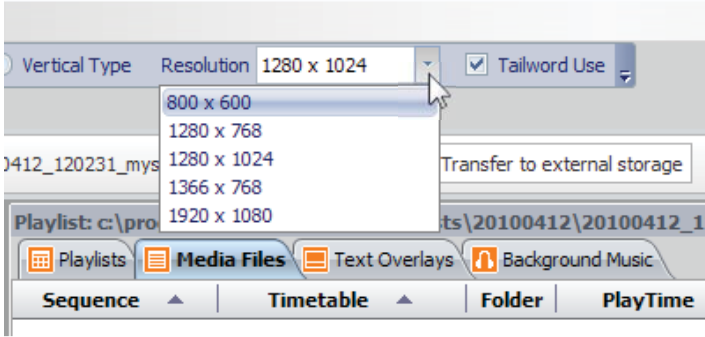 Vertical Type Resolution 1280 x 1024 Tailword Use
800 x 600
1280 x 768
1280 x 1024
1366 x 768
1920 x 1080
0412_120231_mys Transfer to external storage
Playlist: c:\pro ts\20100412\20100412_1
Playlists Media Files Text Overlays Background Music
Sequence Timetable Folder PlayTime